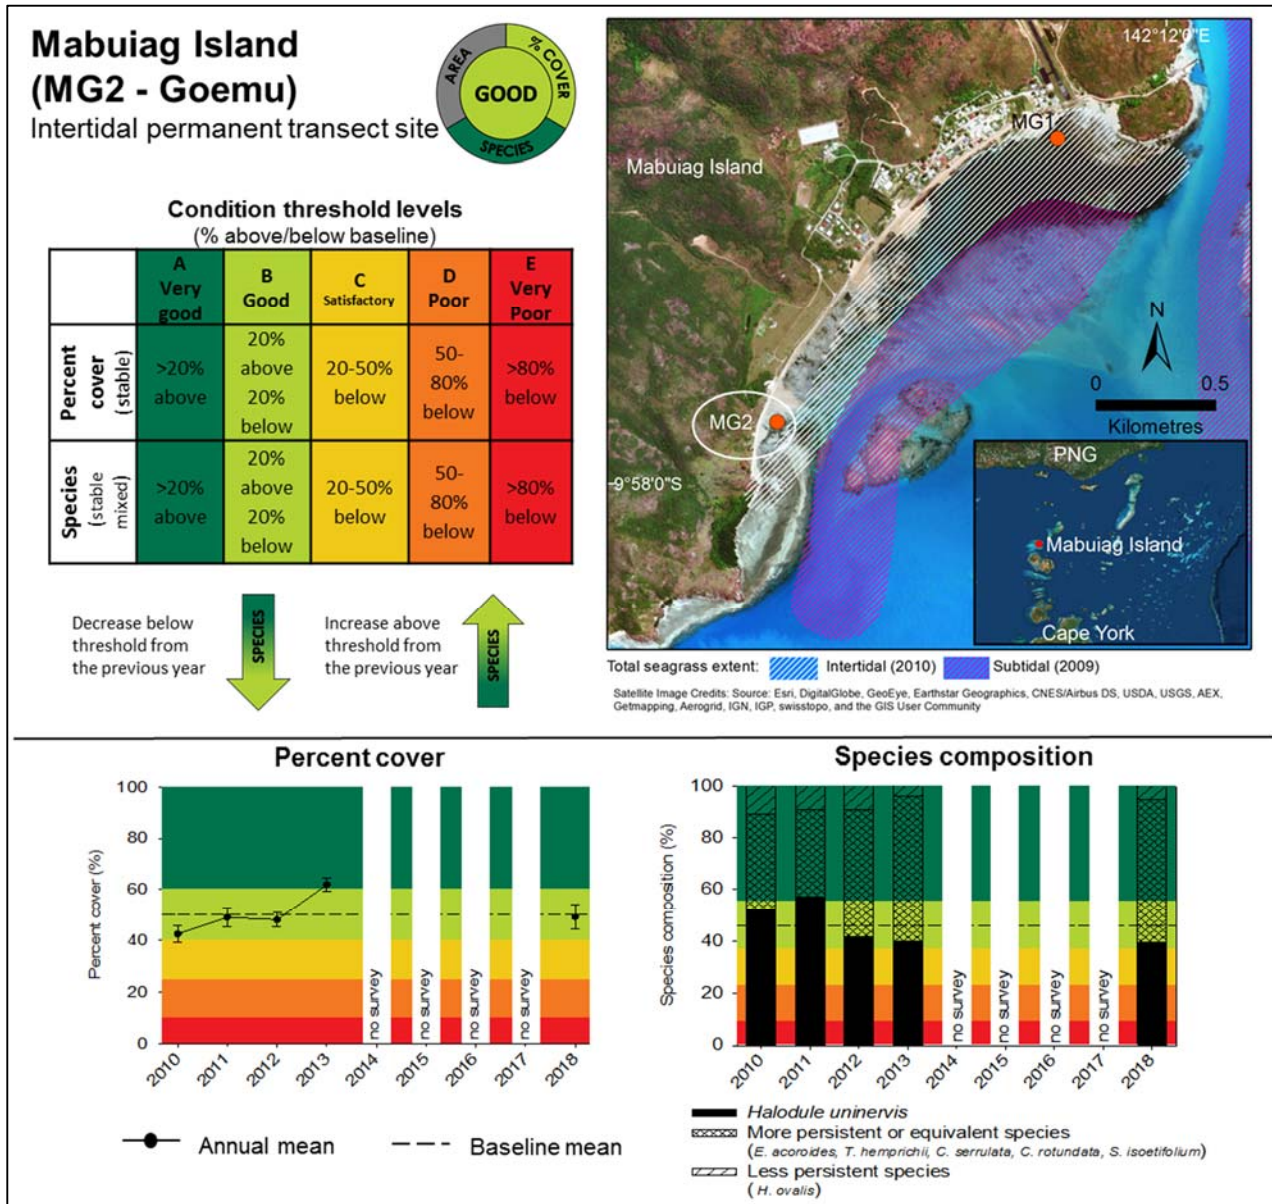 Mabuiag Island
(MG2 - Goemu)
Intertidal permanent transect site
AREA
% COVER
GOOD
SPECIES
Condition threshold levels
(% above/below baseline)
A
Very
good
B
Good
C
Satisfactory
D
Poor
E
Very
Poor
Percent
cover
(stable)
>20%
above
20%
above
20%
below
20-50%
below
50-
80%
below
>80%
below
Species
(stable
mixed)
>20%
above
20%
above
20%
below
20-50%
below
50-
80%
below
>80%
below
Decrease below
threshold from
the previous year
SPECIES
Increase above
threshold from
the previous year
SPECIES
142°12'0"E
MG1
Mabuiag Island
N
0 0.5
Kilometres
MG2
9°58'0"S
PNG
Mabuiag Island
Cape York
Total seagrass extent: Intertidal (2010) Subtidal (2009)
Satellite Image Credits: Source: Esri, DigitalGlobe, GeoEye, Earthstar Geographics, CNES/Airbus DS, USDA, USGS, AEX,
Getmapping, Aerogrid, IGN, IGP, swisstopo, and the GIS User Community
Percent cover
Percent cover (%)
100
80
60
40
20
0
no survey
no survey
no survey
no survey
2010 2011 2012 2013 2014 2015 2016 2017 2018
Annual mean Baseline mean
Species composition
Species composition (%)
100
80
60
40
20
0
no survey
no survey
no survey
no survey
2010 2011 2012 2013 2014 2015 2016 2017 2018
Halodule uninervis
More persistent or equivalent species
(E. acoroides, T. hemprichii, C. serrulata, C. rotundata, S. isoetifolium)
Less persistent species
(H. ovalis)